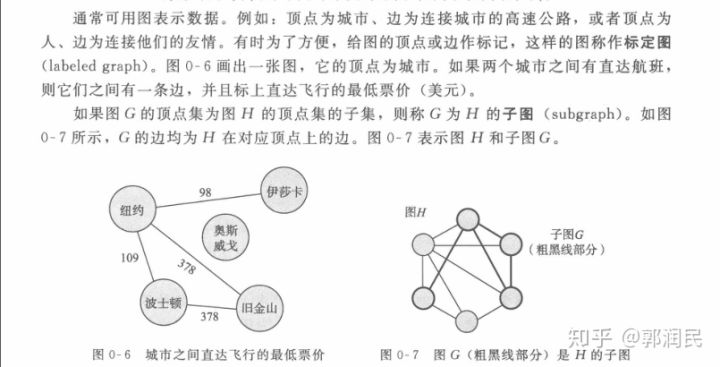 通常可用图表示数据。例如：顶点为城市、边为连接城市的高速公路，或者顶点为
人、边为连接他们的友情。有时为了方便，给图的顶点或边作标记，这样的图称作标定图
(labeled graph)。图 0-6 画出一张图，它的顶点为城市。如果两个城市之间有直达航班，
则它们之间有一条边，并且标上直达飞行的最低票价（美元）。
如果图 G 的顶点集为图 H 的顶点集的子集，则称 G 为 H 的子图 (subgraph)。如图
0-7 所示，G 的边均为 H 在对应顶点上的边。图 0-7 表示图 H 和子图 G。
98
伊莎卡
纽约
奥斯
威戈
109
378
波士顿
378
旧金山
图H
子图G
（粗黑线部分）
知乎 @郭润民
图 0-6 城市之间直达飞行的最低票价
图 0-7 图 G（粗黑线部分）是 H 的子图